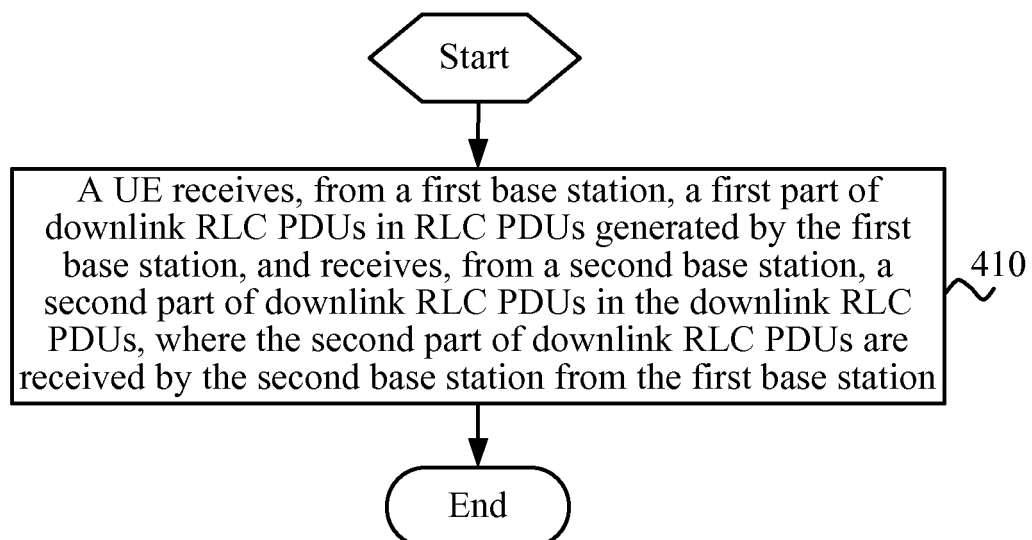 Start
A UE receives, from a first base station, a first part of
downlink RLC PDUs in RLC PDUs generated by the first
base station, and receives, from a second base station, a
second part of downlink RLC PDUs in the downlink RLC
PDUs, where the second part of downlink RLC PDUs are
received by the second base station from the first base station
410
End